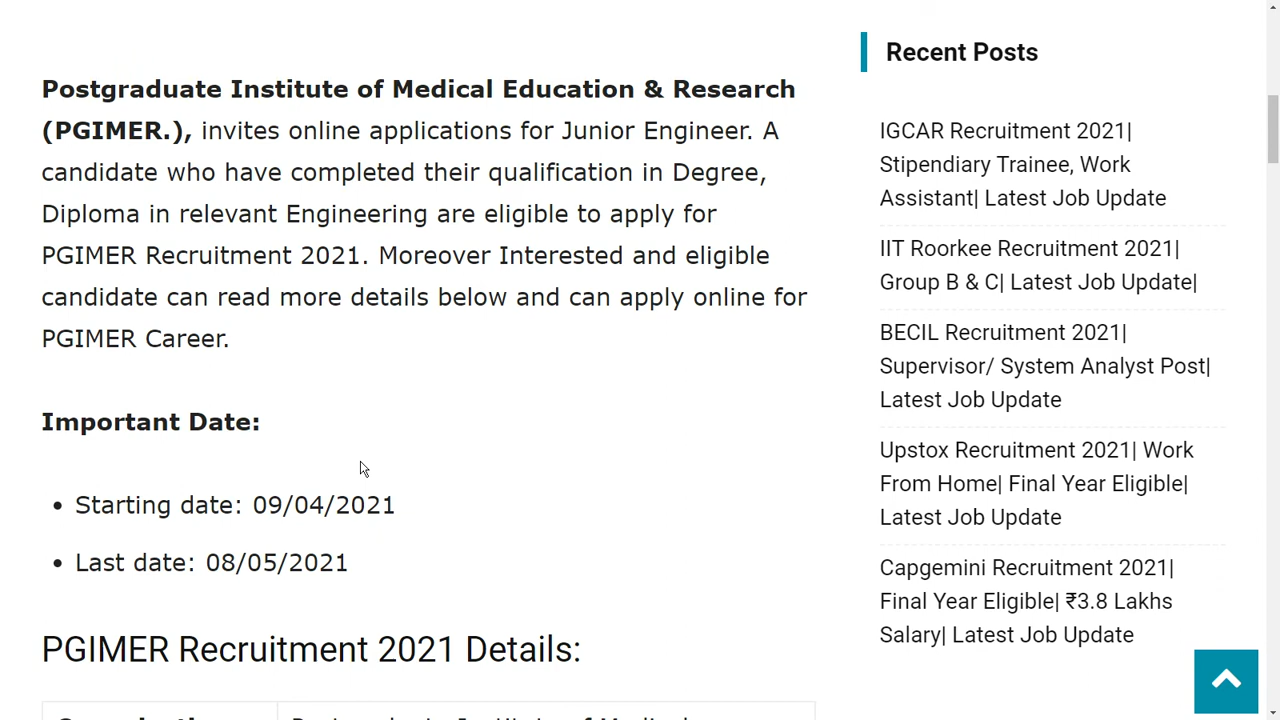 Postgraduate Institute of Medical Education & Research
(PGIMER.), invites online applications for Junior Engineer. A
candidate who have completed their qualification in Degree,
Diploma in relevant Engineering are eligible to apply for
PGIMER Recruitment 2021. Moreover Interested and eligible
candidate can read more details below and can apply online for
PGIMER Career.
Important Date:
• Starting date: 09/04/2021
• Last date: 08/05/2021
PGIMER Recruitment 2021 Details:
Recent Posts
IGCAR Recruitment 2021|
Stipendiary Trainee, Work
Assistant| Latest Job Update
IIT Roorkee Recruitment 2021|
Group B & C| Latest Job Update|
BECIL Recruitment 2021|
Supervisor/ System Analyst Post|
Latest Job Update
Upstox Recruitment 2021| Work
From Home| Final Year Eligible|
Latest Job Update
Capgemini Recruitment 2021|
Final Year Eligible| ₹3.8 Lakhs
Salary| Latest Job Update